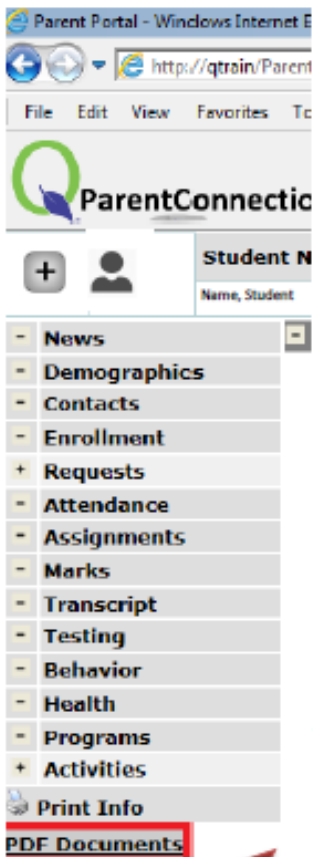 Parent Portal - Windows Internet E
http://qtrain/Parent
File Edit View Favorites To
ParentConnectio
Student N
Name, Student
- News
- Demographics
- Contacts
- Enrollment
+ Requests
- Attendance
- Assignments
- Marks
- Transcript
- Testing
- Behavior
- Health
- Programs
+ Activities
Print Info
PDF Documents